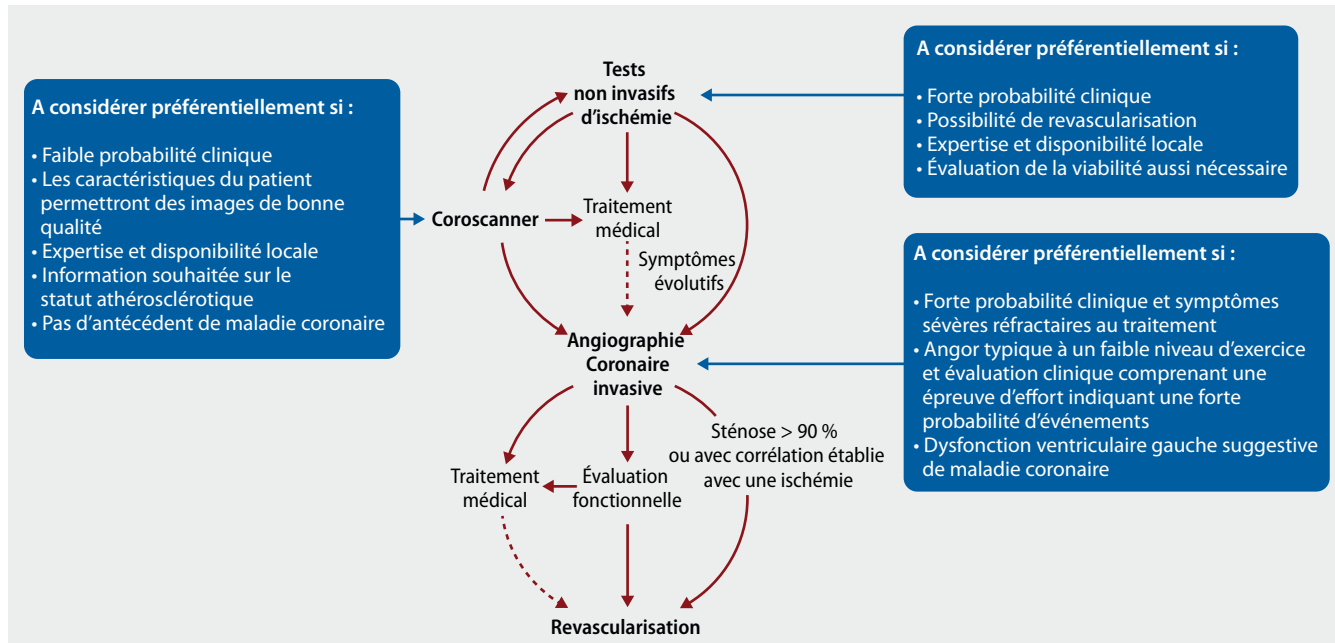 A considérer préférentiellement si :
• Faible probabilité clinique
• Les caractéristiques du patient
permettront des images de bonne
qualité
• Expertise et disponibilité locale
• Information souhaitée sur le
statut athérosclérotique
• Pas d'antécédent de maladie coronaire
Tests
non invasifs
d'ischémie
Coroscanner
Traitement
médical
Symptômes
évolutifs
Angiographie
Coronaire
invasive
Sténose > 90 %
ou avec corrélation établie
avec une ischémie
Traitement
médical
Évaluation
fonctionnelle
Revascularisation
A considérer préférentiellement si :
• Forte probabilité clinique
• Possibilité de revascularisation
• Expertise et disponibilité locale
• Évaluation de la viabilité aussi nécessaire
A considérer préférentiellement si :
• Forte probabilité clinique et symptômes
sévères réfractaires au traitement
• Angor typique à un faible niveau d'exercice
et évaluation clinique comprenant une
épreuve d'effort indiquant une forte
probabilité d'événements
• Dysfonction ventriculaire gauche suggestive
de maladie coronaire